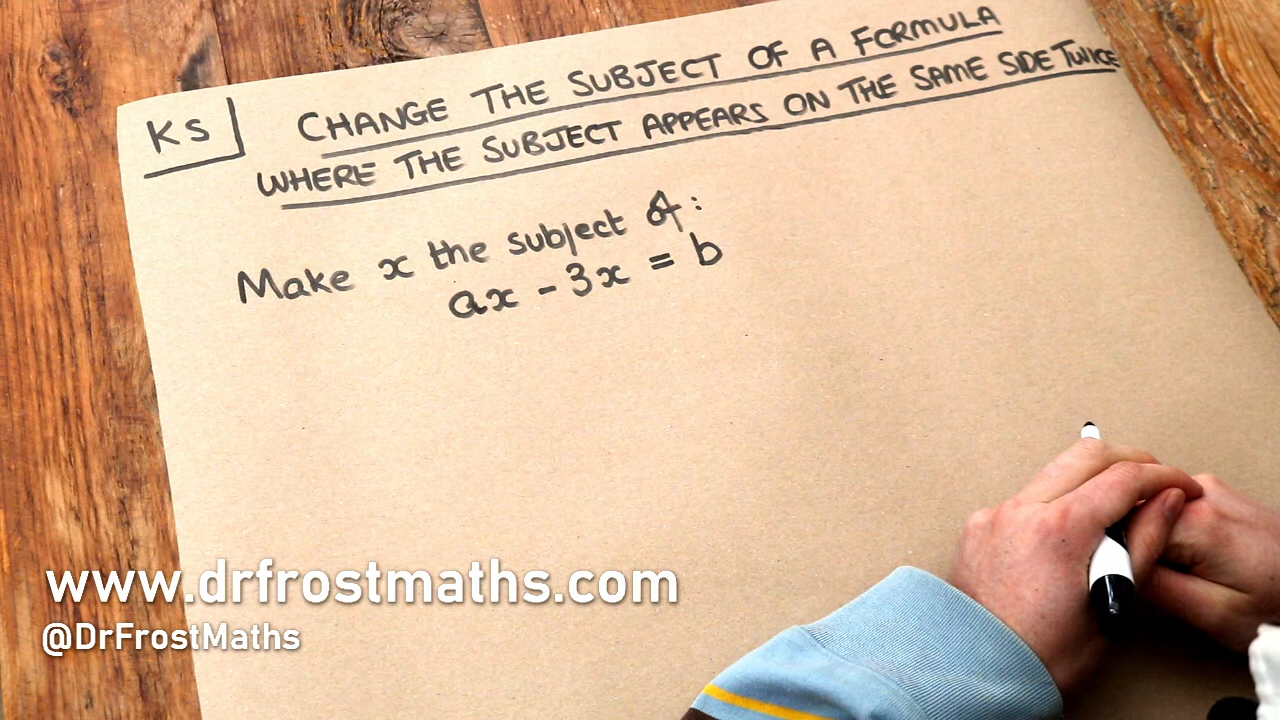 KS
CHANGE THE SUBJECT OF A FORMULA
WHERE THE SUBJECT APPEARS ON THE SAME SIDE TWICE
Make x the subject of:
ax - 3x = b
www.drfrostmaths.com
@DrFrostMaths